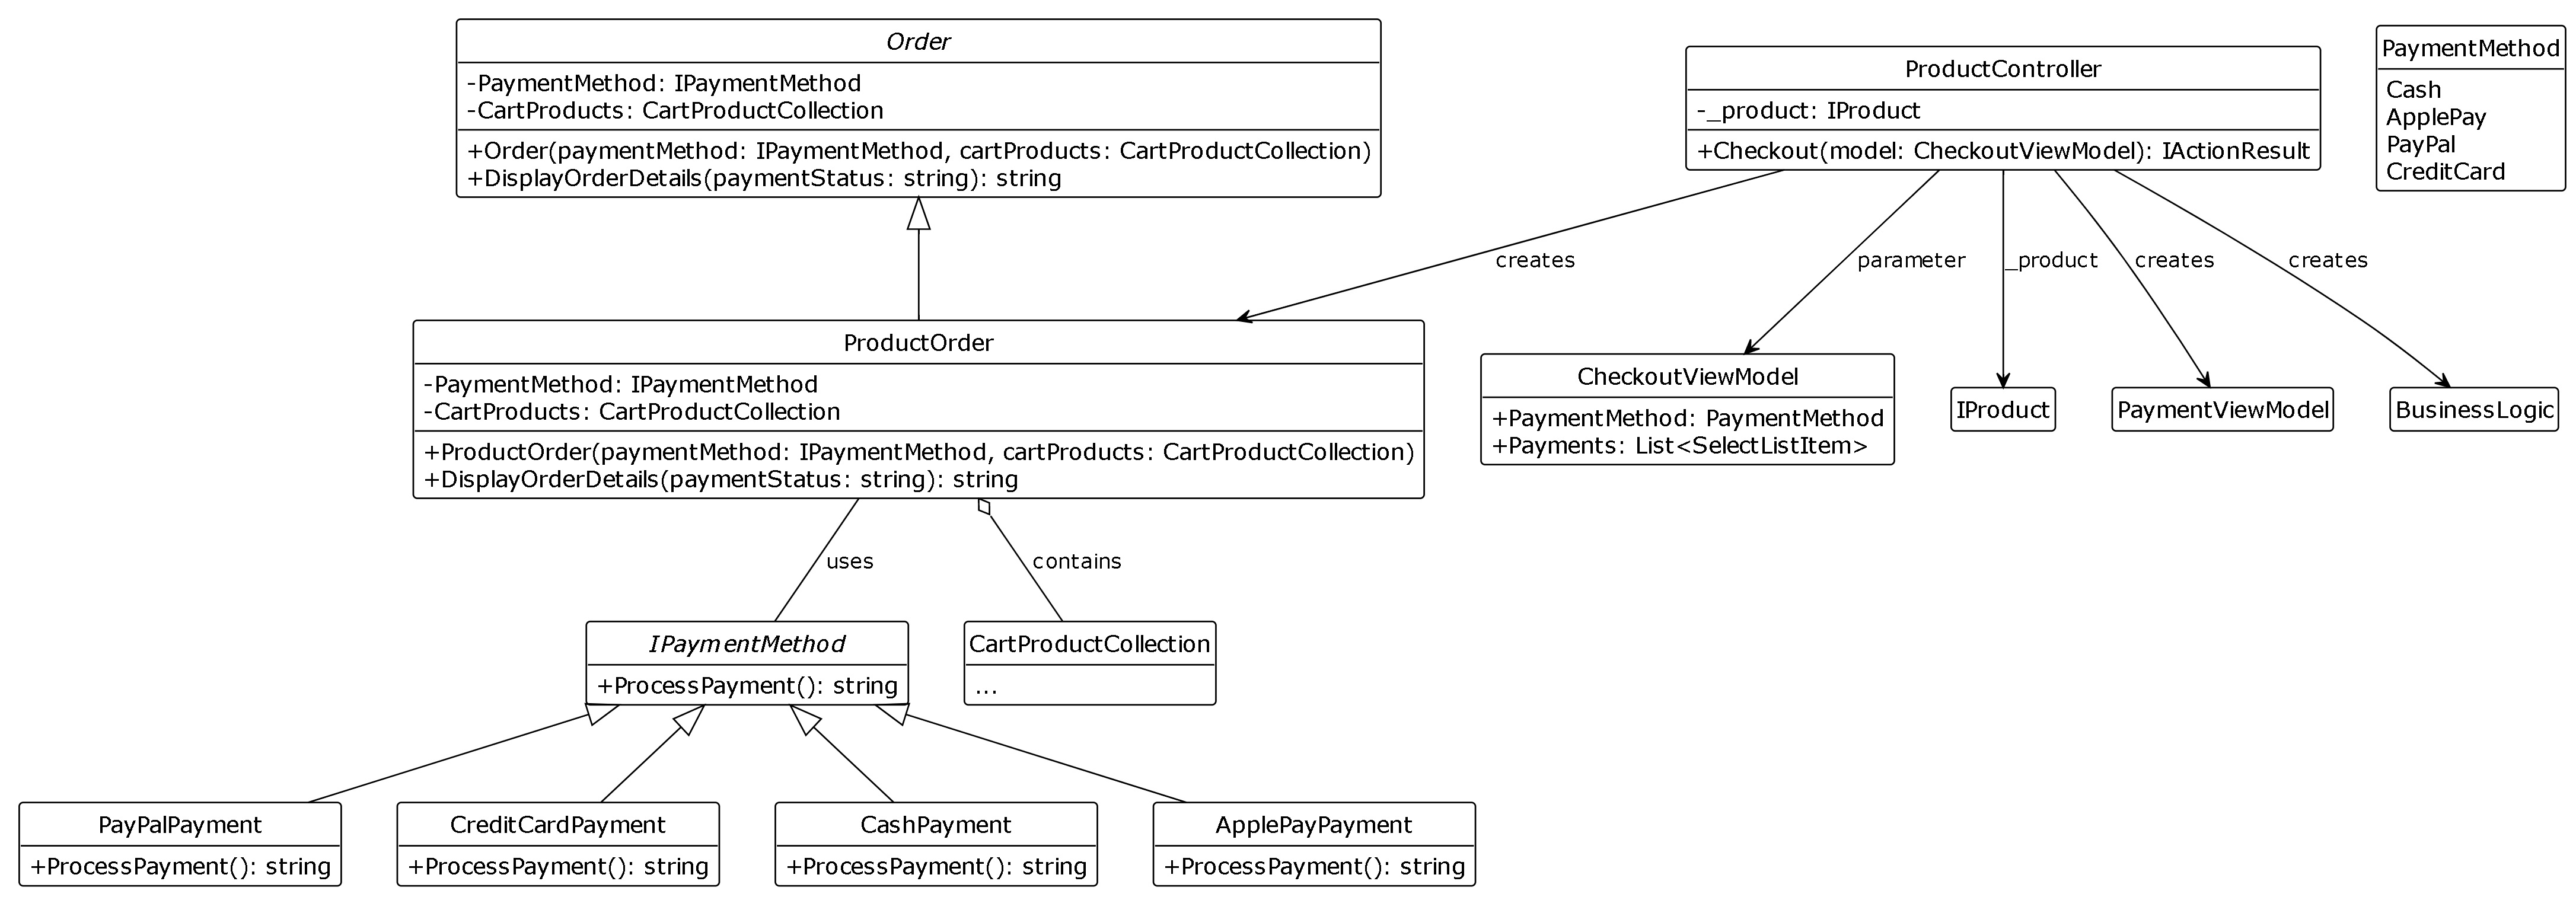 Order
-PaymentMethod: IPaymentMethod
-CartProducts: CartProductCollection
+Order(paymentMethod: IPaymentMethod, cartProducts: CartProductCollection)
+DisplayOrderDetails(paymentStatus: string): string
ProductController
-_product: IProduct
+Checkout(model: CheckoutViewModel): IActionResult
PaymentMethod
Cash
ApplePay
PayPal
CreditCard
creates
parameter
_product
creates
creates
ProductOrder
-PaymentMethod: IPaymentMethod
-CartProducts: CartProductCollection
+ProductOrder(paymentMethod: IPaymentMethod, cartProducts: CartProductCollection)
+DisplayOrderDetails(paymentStatus: string): string
CheckoutViewModel
+PaymentMethod: PaymentMethod
+Payments: List<SelectListItem>
IProduct
PaymentViewModel
BusinessLogic
uses
contains
IPaymentMethod
+ProcessPayment(): string
CartProductCollection
...
PayPalPayment
+ProcessPayment(): string
CreditCardPayment
+ProcessPayment(): string
CashPayment
+ProcessPayment(): string
ApplePayPayment
+ProcessPayment(): string